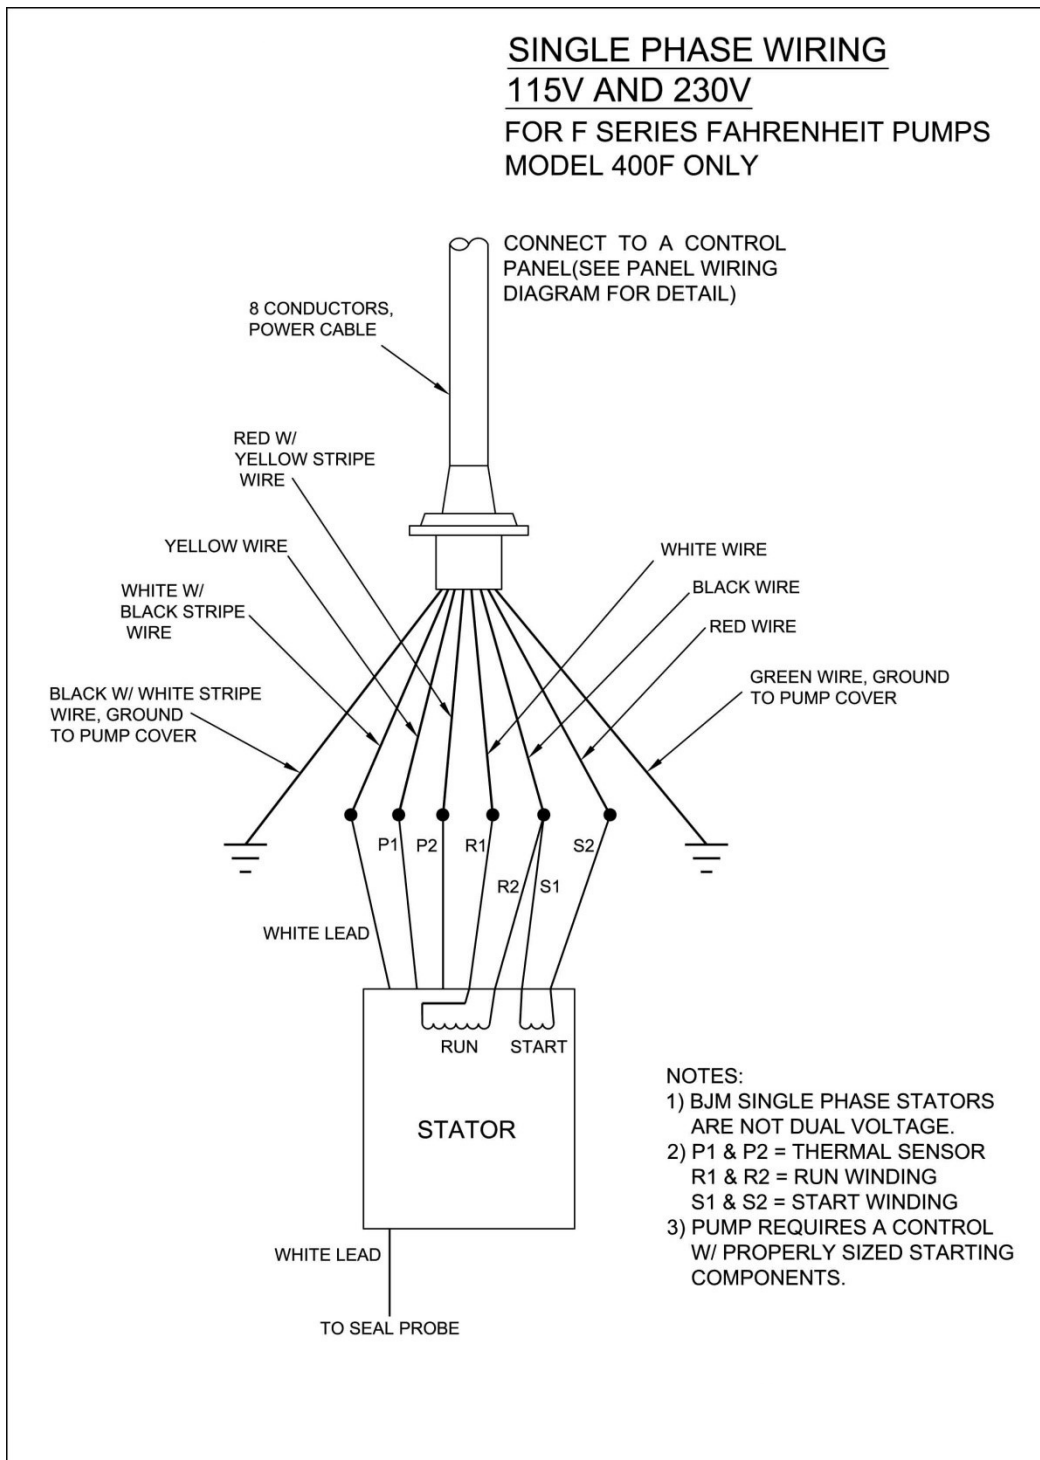 SINGLE PHASE WIRING
115V AND 230V
FOR F SERIES FAHRENHEIT PUMPS
MODEL 400F ONLY
CONNECT TO A CONTROL
PANEL(SEE PANEL WIRING
DIAGRAM FOR DETAIL)
8 CONDUCTORS,
POWER CABLE
RED W/
YELLOW STRIPE
WIRE
YELLOW WIRE
WHITE W/
BLACK STRIPE
WIRE
BLACK W/ WHITE STRIPE
WIRE, GROUND
TO PUMP COVER
WHITE WIRE
BLACK WIRE
RED WIRE
GREEN WIRE, GROUND
TO PUMP COVER
P1
P2
R1
R2
S1
S2
WHITE LEAD
RUN
START
STATOR
WHITE LEAD
TO SEAL PROBE
NOTES:
1) BJM SINGLE PHASE STATORS
ARE NOT DUAL VOLTAGE.
2) P1 & P2 = THERMAL SENSOR
R1 & R2 = RUN WINDING
S1 & S2 = START WINDING
3) PUMP REQUIRES A CONTROL
W/ PROPERLY SIZED STARTING
COMPONENTS.